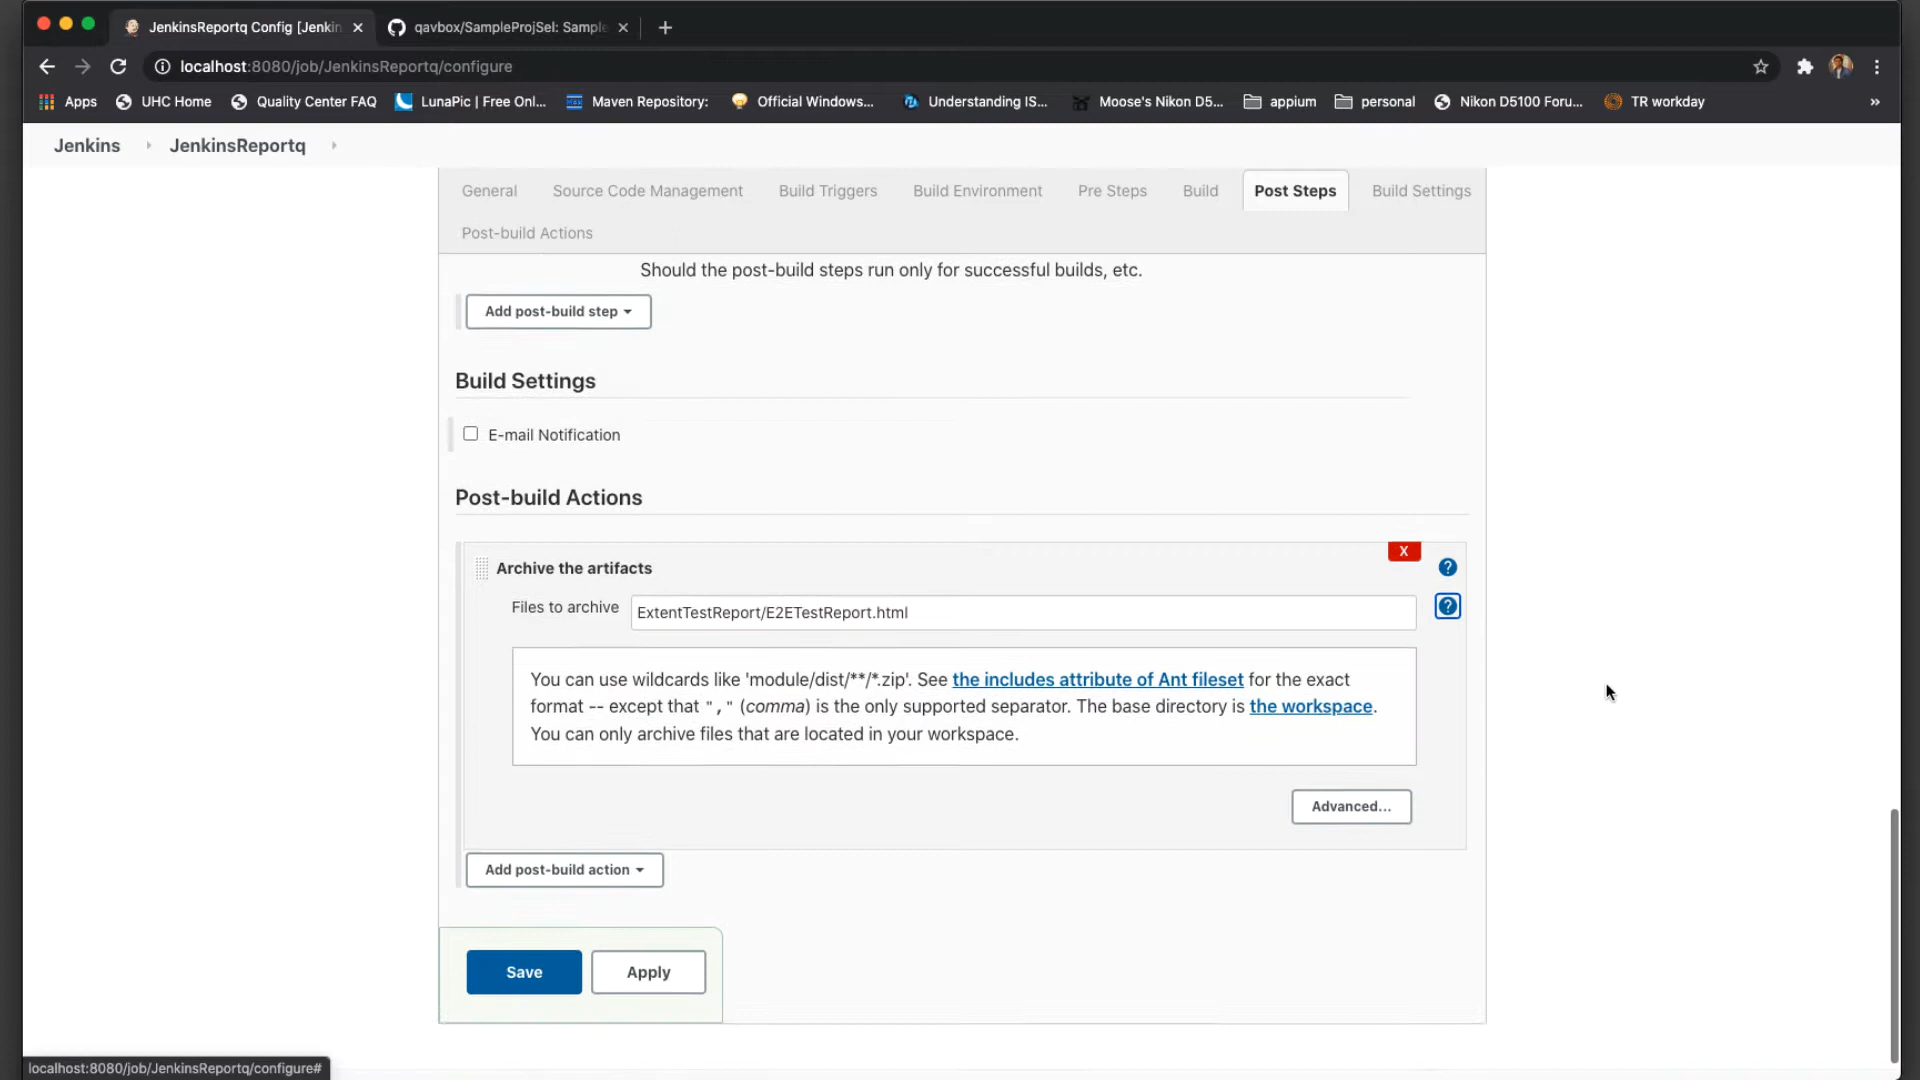 JenkinsReportq Config [Jenkin
qavbox/SampleProjSel: Sample
localhost:8080/job/JenkinsReportq/configure
Apps UHC Home Quality Center FAQ LunaPic | Free Onl... Maven Repository: Official Windows... Understanding IS... Moose's Nikon D5... appium personal Nikon D5100 Foru... TR workday »
Jenkins JenkinsReportq
General Source Code Management Build Triggers Build Environment Pre Steps Build Post Steps Build Settings
Post-build Actions
Should the post-build steps run only for successful builds, etc.
Add post-build step
Build Settings
E-mail Notification
Post-build Actions
X
Archive the artifacts ?
Files to archive ExtentTestReport/E2ETestReport.html ?
You can use wildcards like 'module/dist/**/*.zip'. See the includes attribute of Ant fileset for the exact
format -- except that "," (comma) is the only supported separator. The base directory is the workspace.
You can only archive files that are located in your workspace.
Advanced...
Add post-build action
Save Apply
localhost:8080/job/JenkinsReportq/configure#